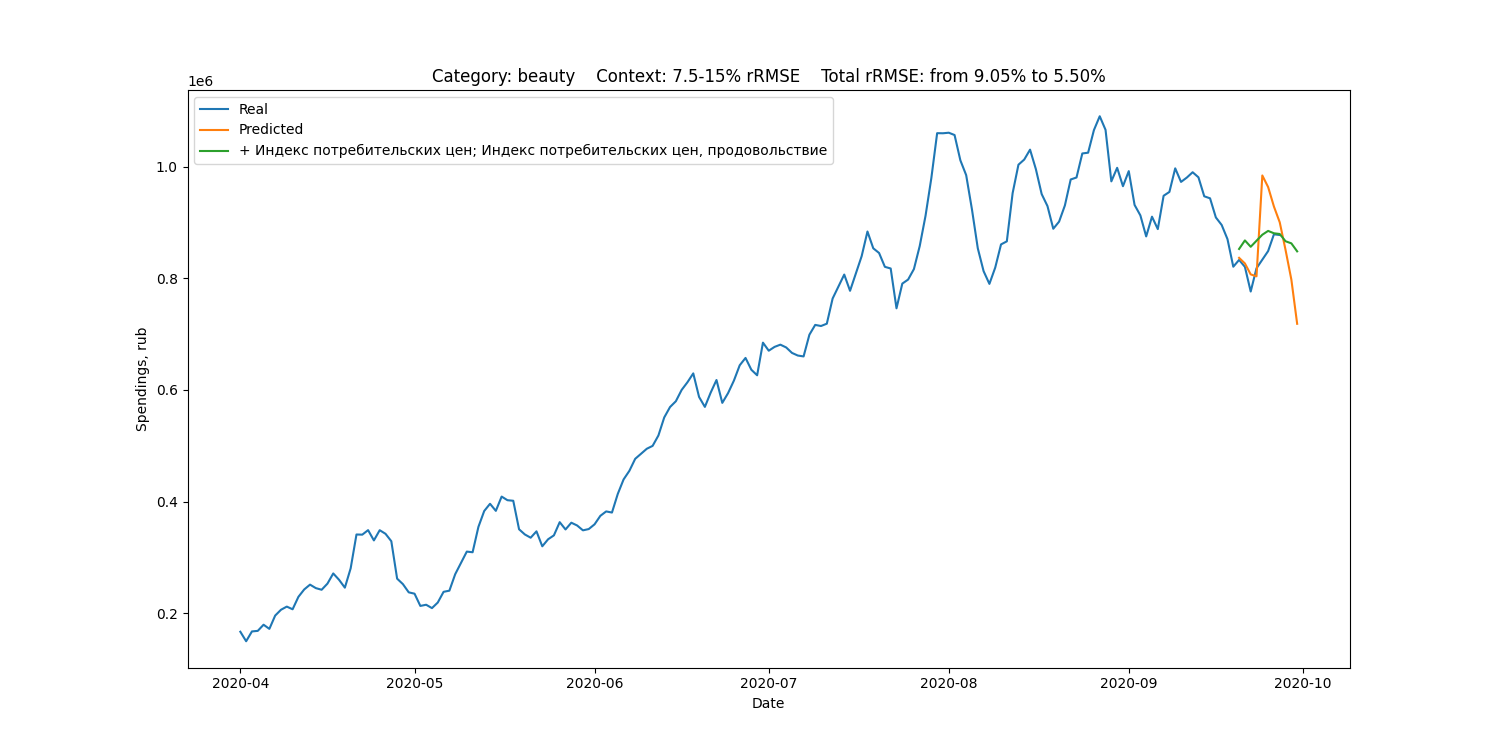 Category: beauty    Context: 7.5-15% rRMSE    Total rRMSE: from 9.05% to 5.50%
1e6
Real
Predicted
+ Индекс потребительских цен; Индекс потребительских цен, продовольствие
1.0
0.8
0.6
0.4
0.2
Spendings, rub
2020-04
2020-05
2020-06
2020-07
2020-08
2020-09
2020-10
Date